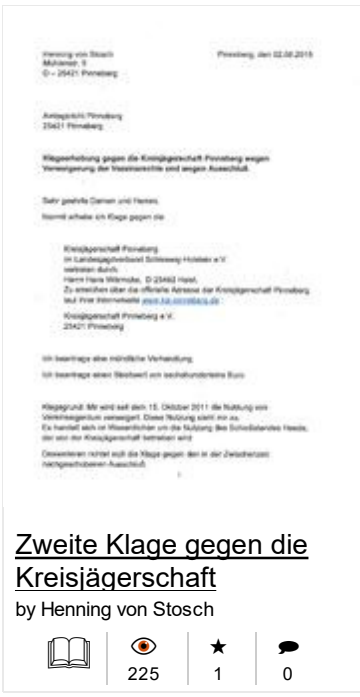 Henning von Stosch
Pinneberg, den 02.08.2015
D – 25421 Pinneberg
Amtsgericht Pinneberg
25421 Pinneberg
Klageerhebung gegen die Kreisjägerschaft Pinneberg wegen
Verweigerung der Vereinsrechte und wegen Ausschluß
Sehr geehrte Damen und Herren,
hiermit erhebe ich Klage gegen die
Kreisjägerschaft Pinneberg
im Landesjagdverband Schleswig-Holstein e.V.
vertreten durch:
Herrn Hans Wörmcke, D 25462
Zu erreichen über die offizielle Adresse der Kreisjägerschaft Pinneberg
laut ihrer Internetseite www.kjs-pinneberg.de
Kreisjägerschaft Pinneberg e.V.
25421 Pinneberg
Ich beantrage eine mündliche Verhandlung.
Ich beantrage einen Streitwert von sechshunderteins Euro.
Klagegrund: Mir wird seit dem 15. Oktober 2011 die Nutzung von
Vereinseigentum verweigert. Diese Nutzung steht mir zu.
Es handelt sich im Wesentlichen um die Nutzung des Schießstandes Heede,
der von der Kreisjägerschaft betrieben wird.
Desweiteren richtet sich die Klage gegen den in der Zwischenzeit
nachgeschobenen Ausschluß.
Zweite Klage gegen die
Kreisjägerschaft
by Henning von Stosch
225
1
0